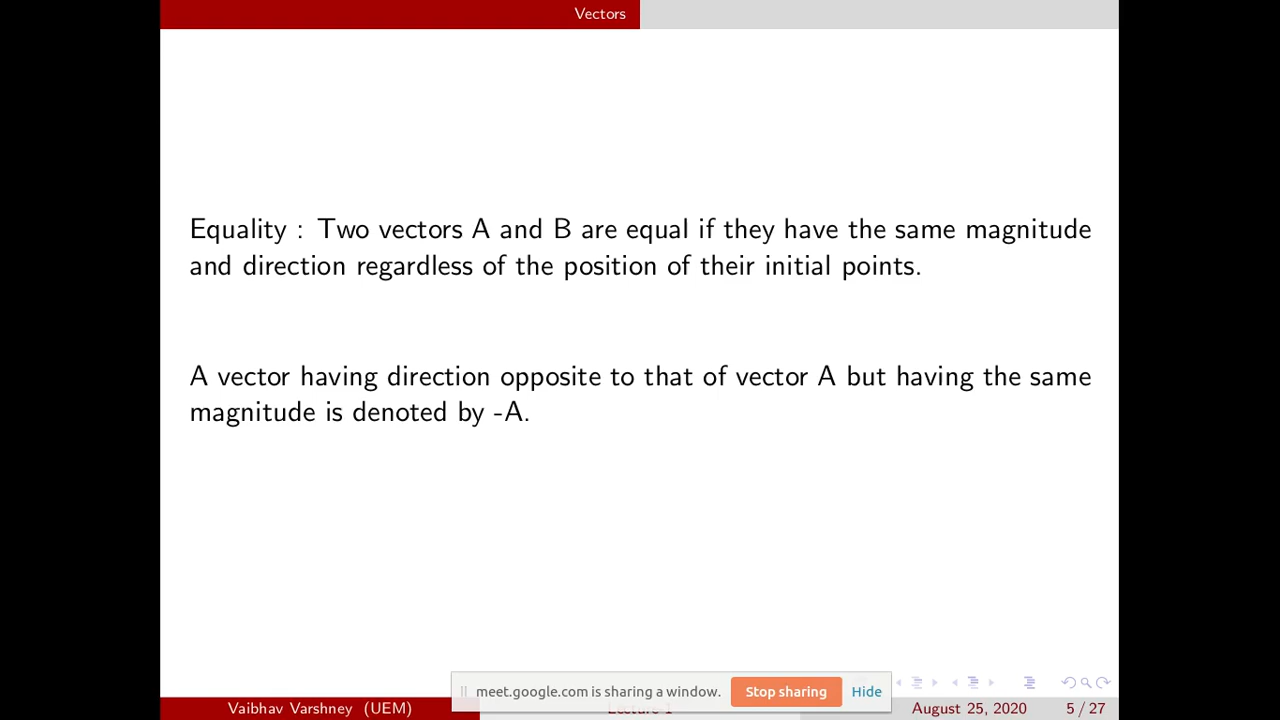 Vectors
Equality : Two vectors A and B are equal if they have the same magnitude
and direction regardless of the position of their initial points.
A vector having direction opposite to that of vector A but having the same
magnitude is denoted by -A.
meet.google.com is sharing a window. Stop sharing Hide
Vaibhav Varshney (UEM) Lecture 1 August 25, 2020 5 / 27